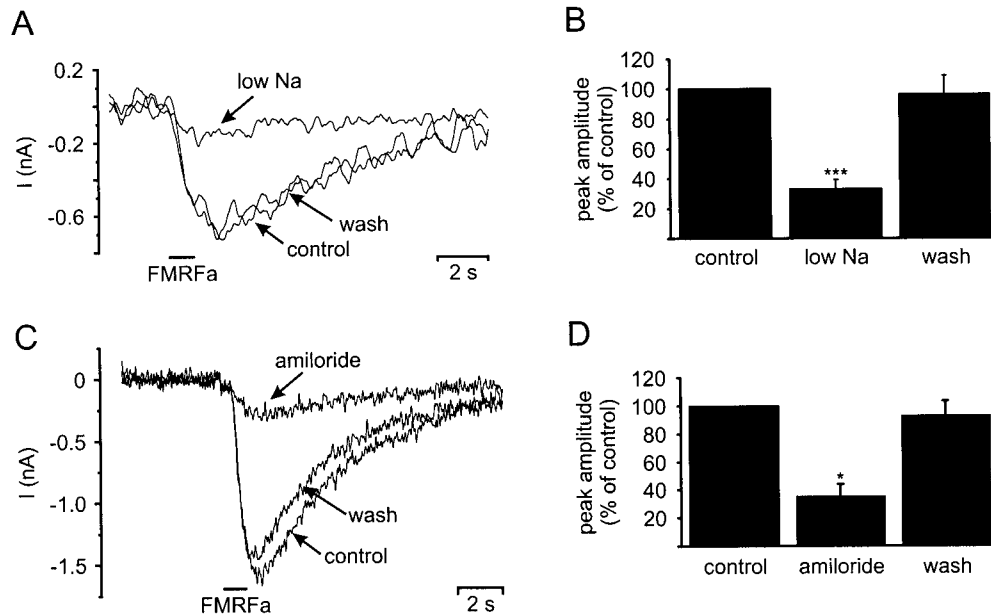 A
0.2
-0.2
-0.6
I (nA)
low Na
wash
control
FMRFa
2 s
B
120
100
80
60
40
20
peak amplitude
(% of control)
***
control
low Na
wash
C
0
-0.5
-1.0
-1.5
I (nA)
amiloride
wash
control
FMRFa
2 s
D
120
100
80
60
40
20
peak amplitude
(% of control)
*
control
amiloride
wash